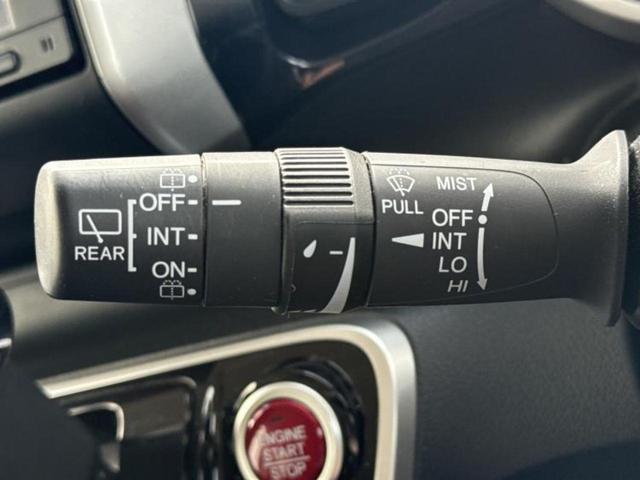 OFF
INT
ON
REAR
PULL
MIST
OFF
INT
LO
HI
ENGINE
START
STOP